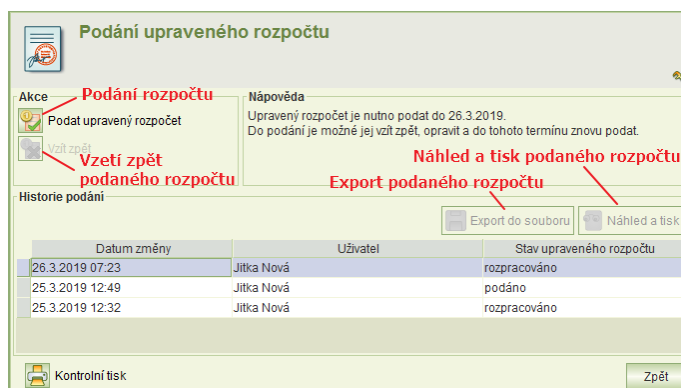 Podání upraveného rozpočtu
Akce
Podání rozpočtu
Podat upravený rozpočet
Vzít zpět
Vzetí zpět
podaného rozpočtu
Nápověda
Upravený rozpočet je nutno podat do 26.3.2019.
Do podání je možné jej vzít zpět, opravit a do tohoto termínu znovu podat.
Náhled a tisk podaného rozpočtu
Export podaného rozpočtu
Historie podání
Export do souboru Náhled a tisk
Datum změny Uživatel Stav upraveného rozpočtu
26.3.2019 07:23 Jitka Nová rozpracováno
25.3.2019 12:49 Jitka Nová podáno
25.3.2019 12:32 Jitka Nová rozpracováno
Kontrolní tisk Zpět